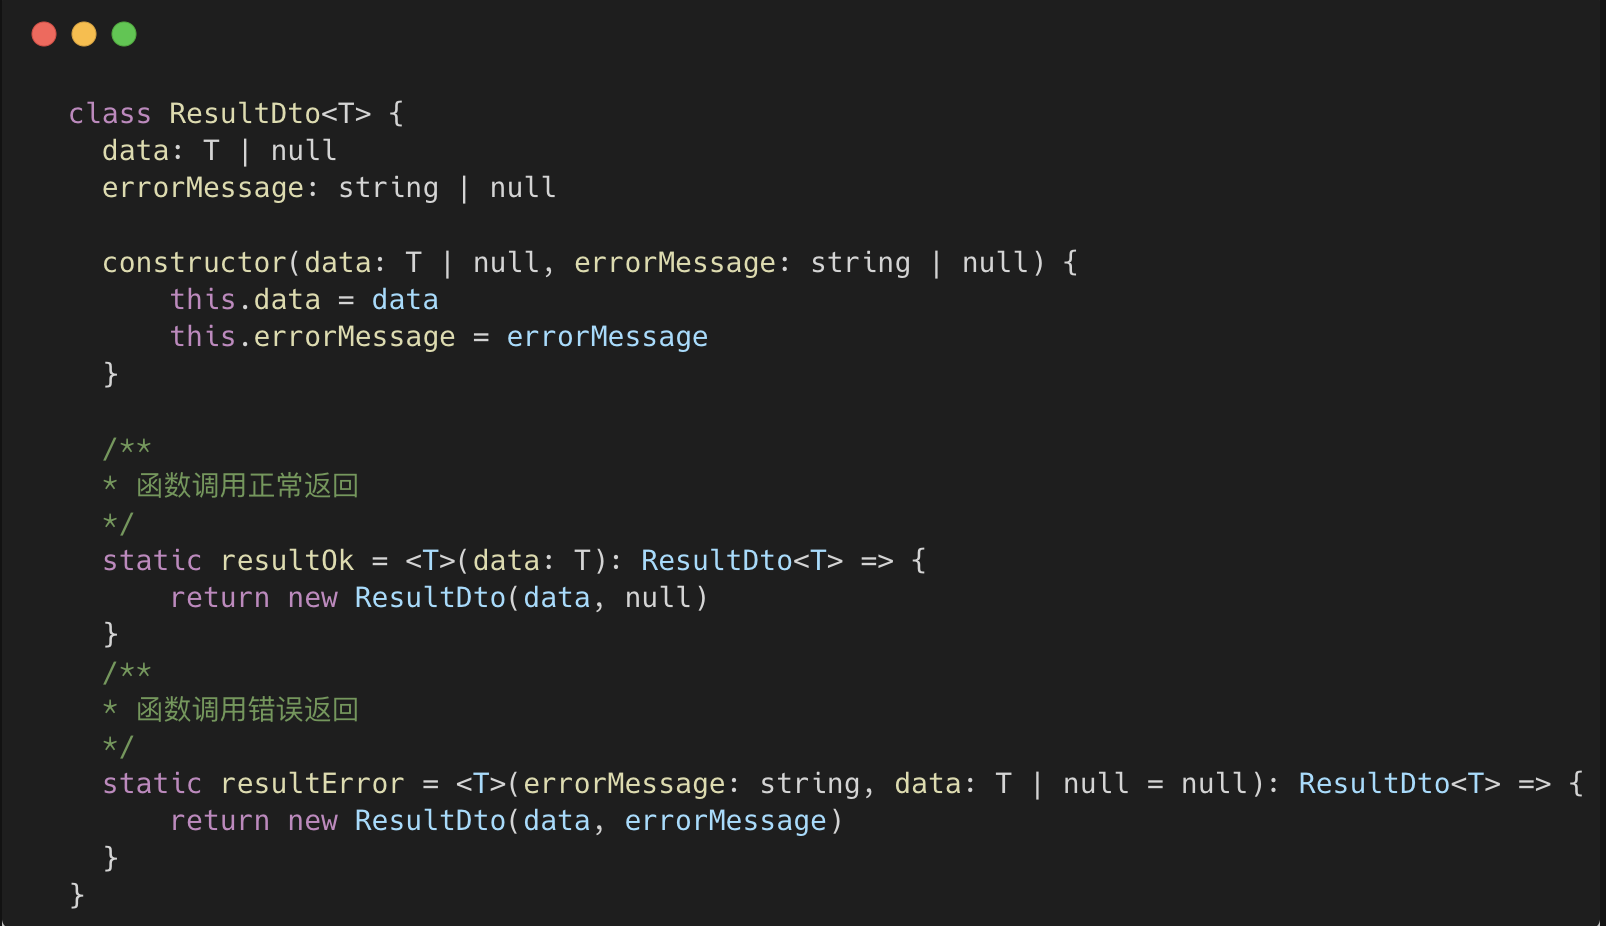 class ResultDto<T> {
  data: T | null
  errorMessage: string | null

  constructor(data: T | null, errorMessage: string | null) {
      this.data = data
      this.errorMessage = errorMessage
  }

  /**
  * 函数调用正常返回
  */
  static resultOk = <T>(data: T): ResultDto<T> => {
      return new ResultDto(data, null)
  }
  /**
  * 函数调用错误返回
  */
  static resultError = <T>(errorMessage: string, data: T | null = null): ResultDto<T> => {
      return new ResultDto(data, errorMessage)
  }
}